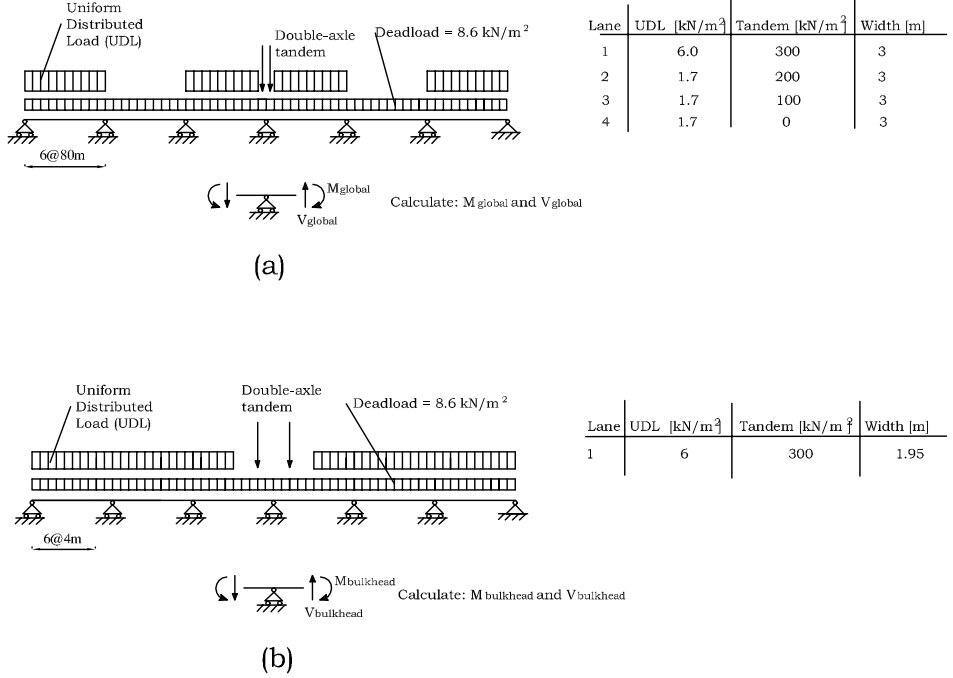 Uniform
Distributed
Load (UDL)
Double-axle
tandem
Deadload = 8.6 kN/m²
6@80m
Mglobal
Vglobal
Calculate: M global and V global
Lane UDL [kN/m²] Tandem [kN/m²] Width [m]
1 6.0 300 3
2 1.7 200 3
3 1.7 100 3
4 1.7 0 3
(a)
Uniform
Distributed
Load (UDL)
Double-axle
tandem
Deadload = 8.6 kN/m²
6@4m
Mbulkhead
Vbulkhead
Calculate: M bulkhead and V bulkhead
Lane UDL [kN/m²] Tandem [kN/m²] Width [m]
1 6 300 1.95
(b)